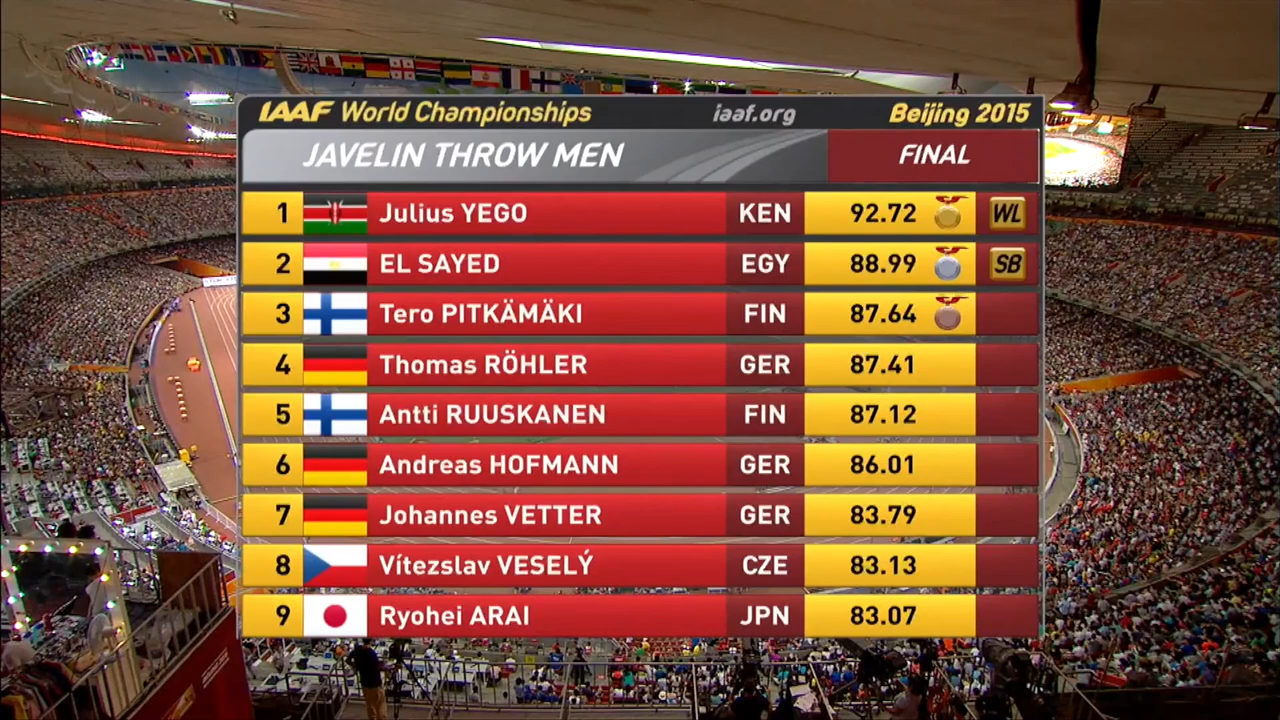 IAAF World Championships iaaf.org Beijing 2015
JAVELIN THROW MEN FINAL
1 Julius YEGO KEN 92.72 WL
2 EL SAYED EGY 88.99 SB
3 Tero PITKÄMÄKI FIN 87.64
4 Thomas RÖHLER GER 87.41
5 Antti RUUSKANEN FIN 87.12
6 Andreas HOFMANN GER 86.01
7 Johannes VETTER GER 83.79
8 Vítezslav VESELÝ CZE 83.13
9 Ryohei ARAI JPN 83.07